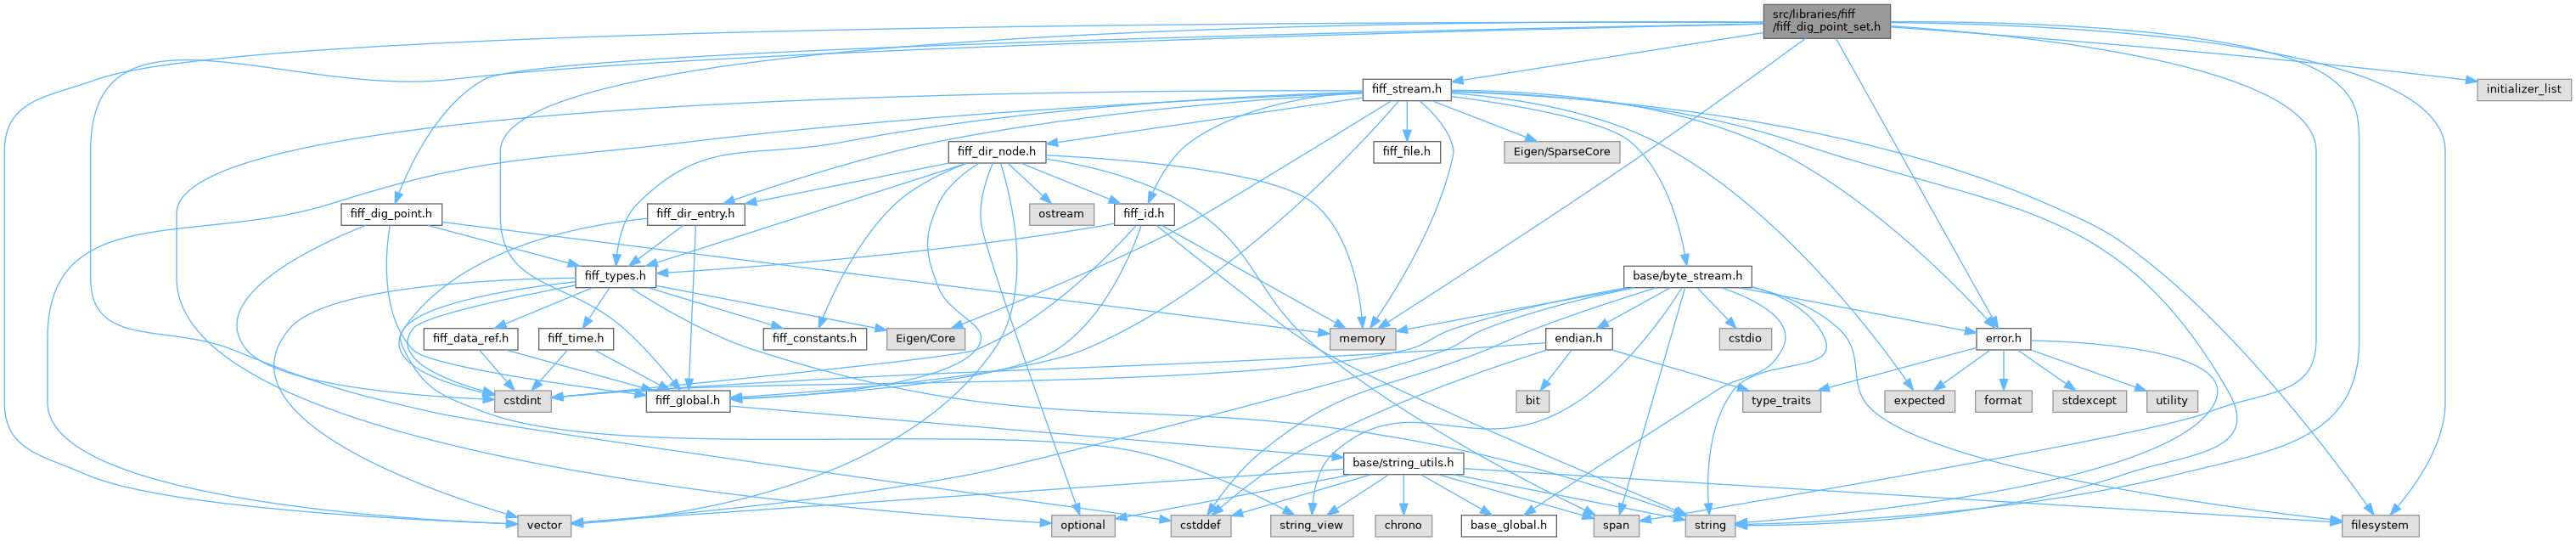 src/libraries/fiff
/fiff_dig_point_set.h
fiff_stream.h
initializer_list
fiff_dir_node.h
fiff_file.h
Eigen/SparseCore
fiff_dig_point.h
fiff_dir_entry.h
ostream
fiff_id.h
fiff_types.h
base/byte_stream.h
fiff_data_ref.h
fiff_time.h
fiff_constants.h
Eigen/Core
memory
endian.h
cstdio
error.h
cstdint
fiff_global.h
bit
type_traits
expected
format
stdexcept
utility
base/string_utils.h
vector
optional
cstddef
string_view
chrono
base_global.h
span
string
filesystem